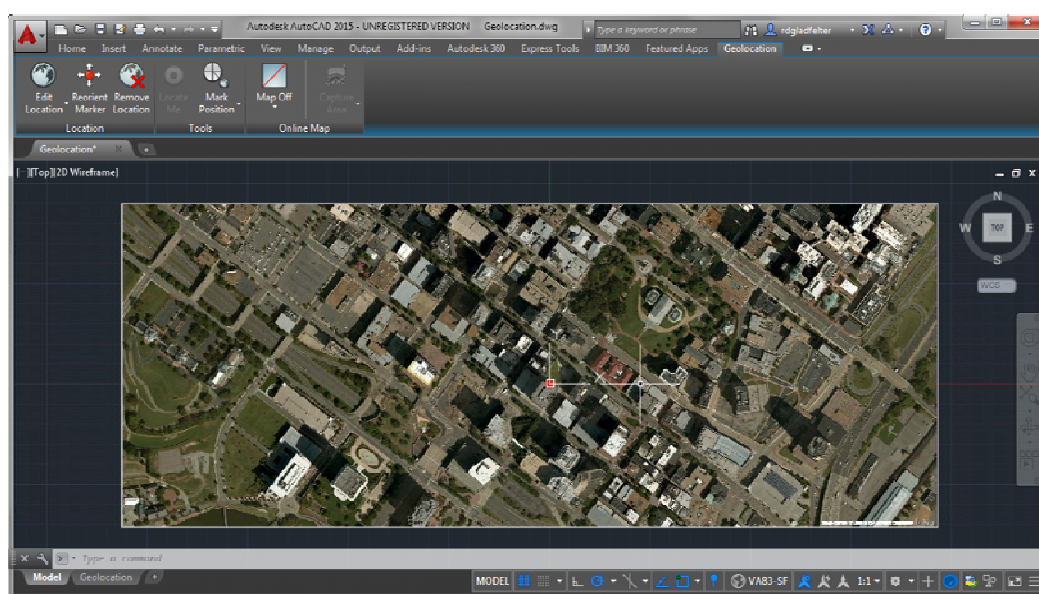 Autodesk AutoCAD 2015 - UNREGISTERED VERSION Geolocation.dwg Type a keyword or phrase rdgladfelter
Home Insert Annotate Parametric View Manage Output Add-ins Autodesk 360 Express Tools BIM 360 Featured Apps Geolocation
Edit Location Reorient Marker Remove Location Locate Me Mark Position Map Off Capture Area
Location Tools Online Map
Geolocation*
[-][Top][2D Wireframe]
N
W TOP E
S
WCS
Type a command
Model Geolocation +
MODEL VA83-SF 1:1